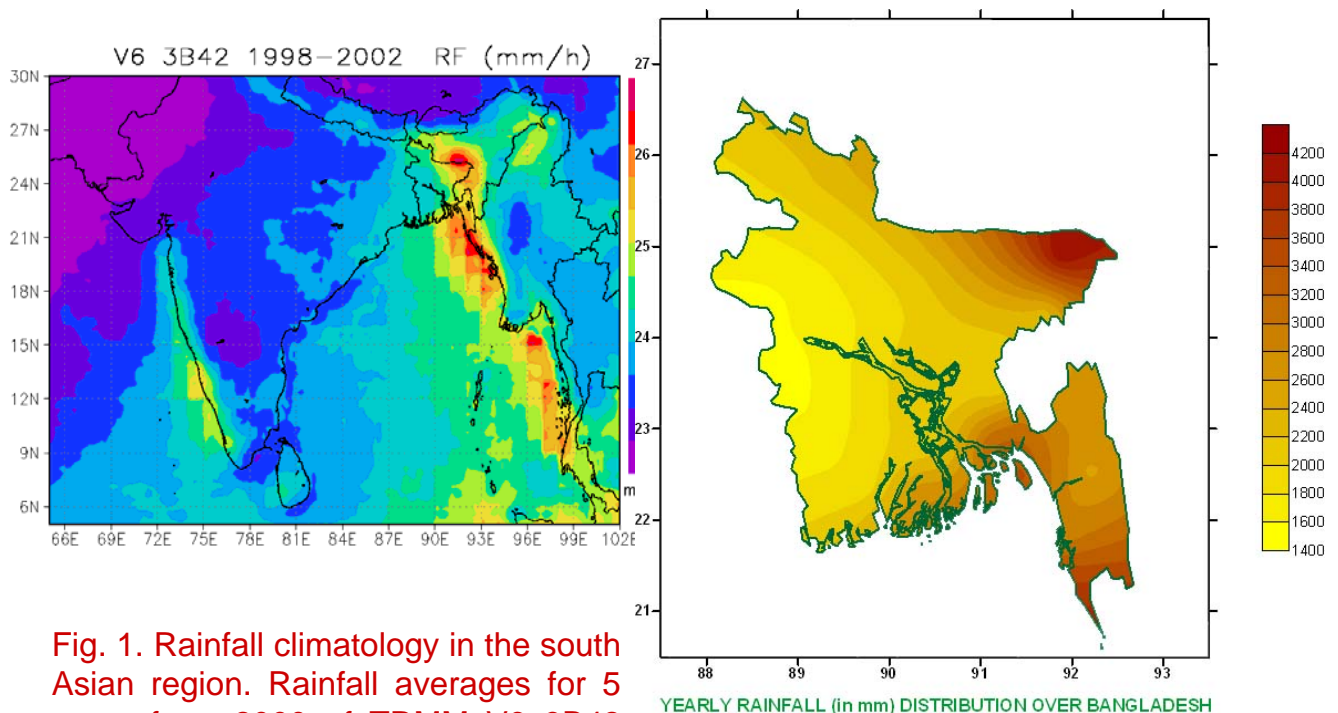 V6 3B42 1998-2002 RF (mm/h)
30N
27N
24N
21N
18N
15N
12N
9N
6N
66E 69E 72E 75E 78E 81E 84E 87E 90E 93E 96E 99E 102E
m
27
26
25
24
23
22
21
88 89 90 91 92 93
4200
4000
3800
3600
3400
3200
3000
2800
2600
2400
2200
2000
1800
1600
1400
YEARLY RAINFALL (in mm) DISTRIBUTION OVER BANGLADESH
Fig. 1. Rainfall climatology in the south
Asian region. Rainfall averages for 5